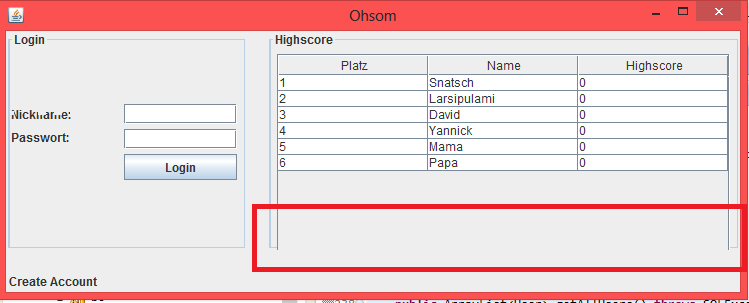 Ohsom
Login
Nickname:
Passwort:
Login
Create Account
Highscore
Platz Name Highscore
1 Snatsch 0
2 Larsipulami 0
3 David 0
4 Yannick 0
5 Mama 0
6 Papa 0